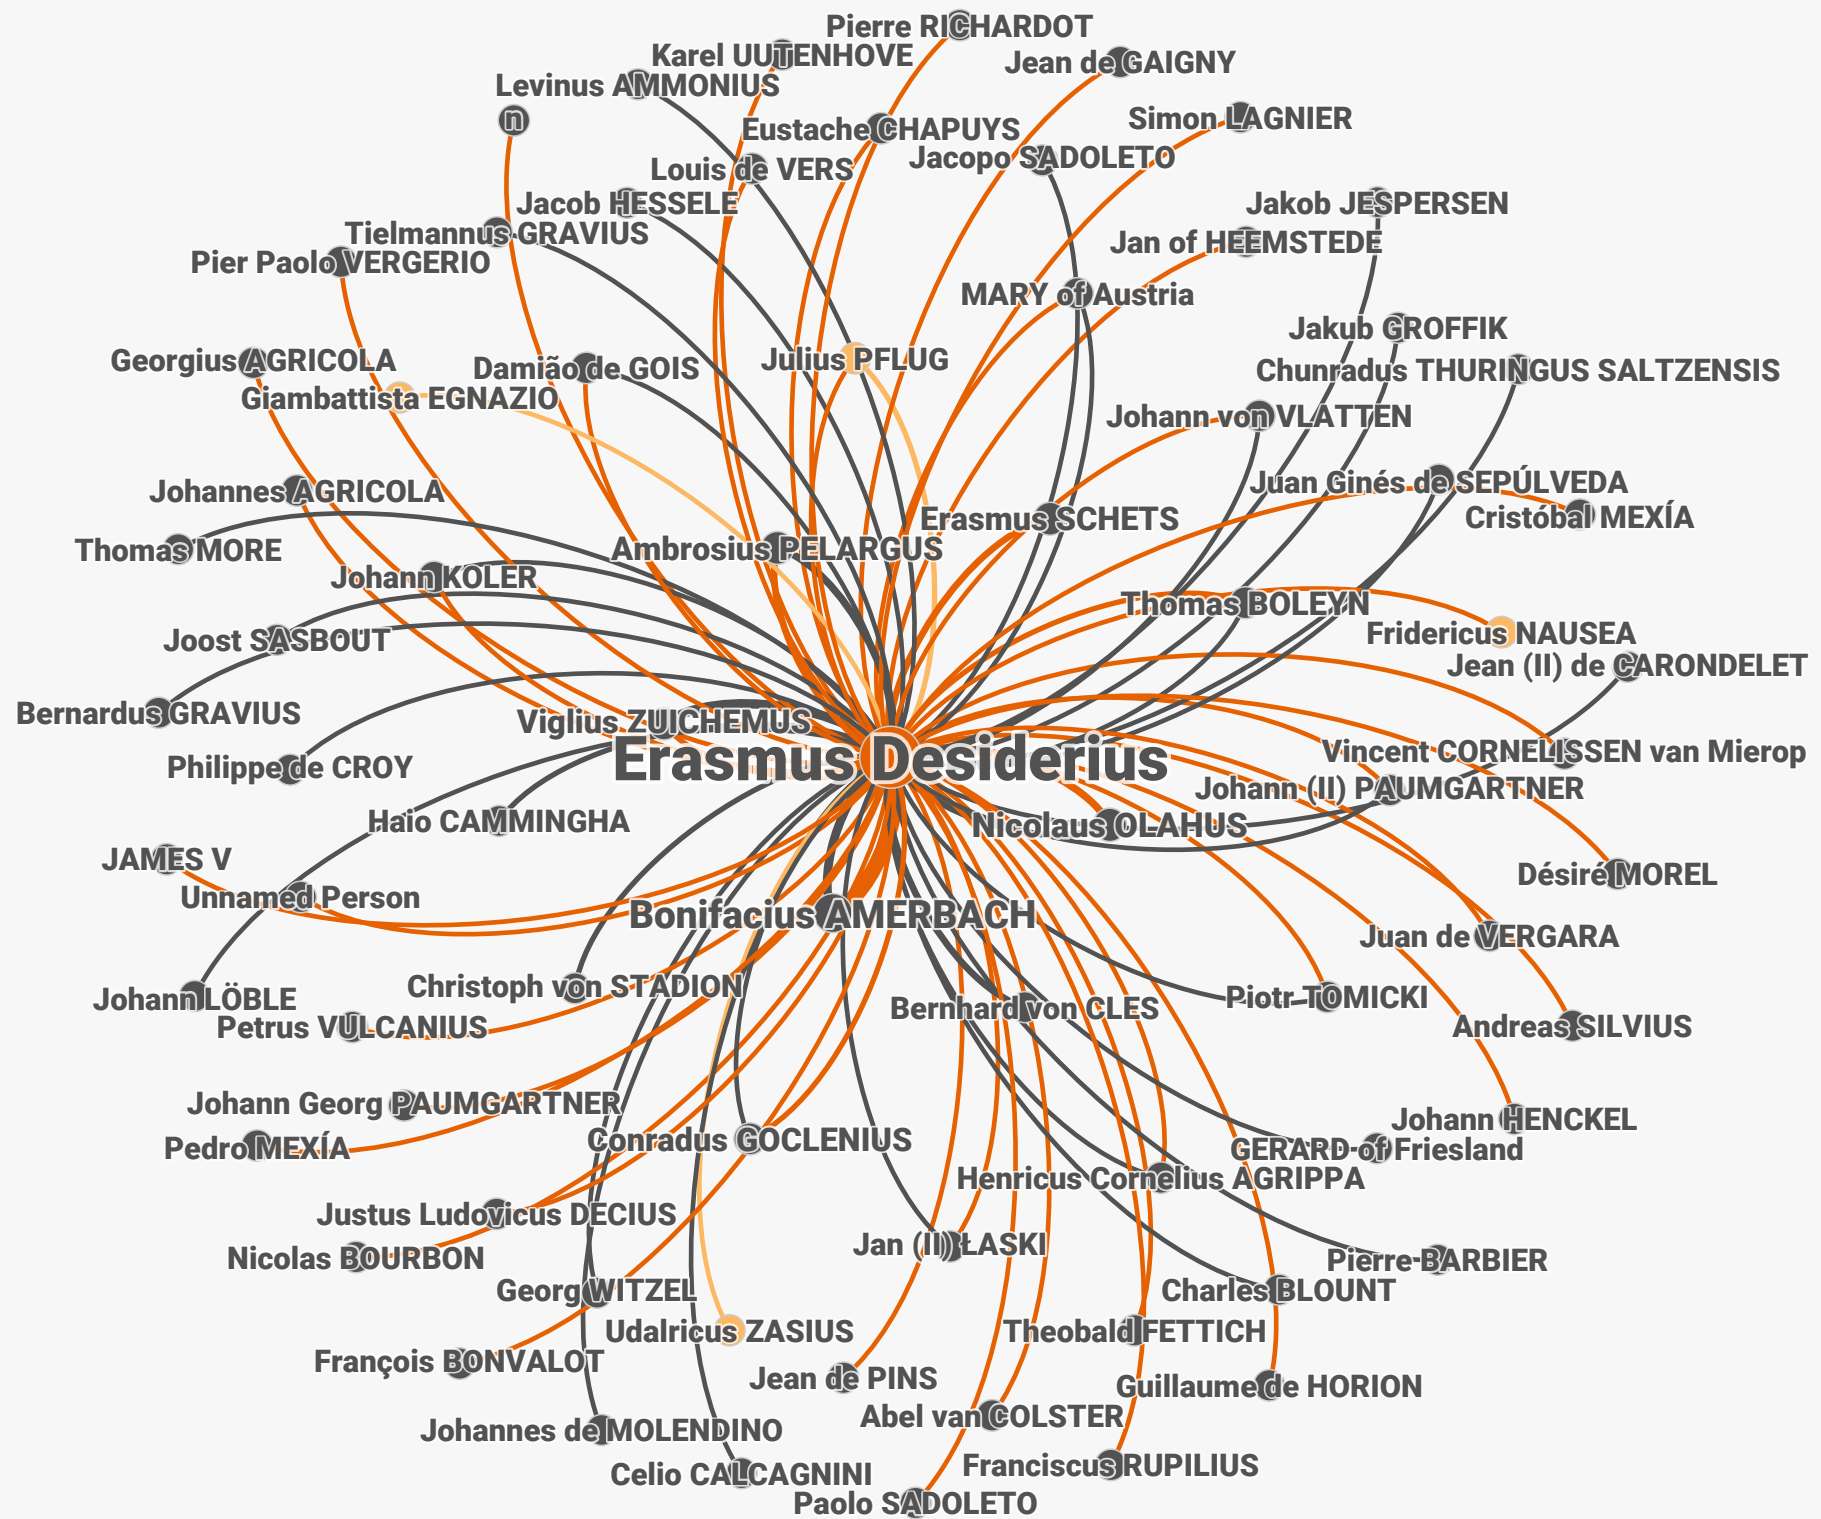 Pierre RICHARDOT
Karel UUTENHOVE
Jean de GAIGNY
Levinus AMMONIUS
n
Simon LAGNIER
Eustache CHAPUYS
Jacopo SADOLETO
Louis de VERS
Jacob HESSELE
Jakob JESPERSEN
Tielmannus GRAVIUS
Jan of HEEMSTEDE
Pier Paolo VERGERIO
MARY of Austria
Jakub GROFFIK
Georgius AGRICOLA
Julius PFLUG
Damião de GOIS
Chunradus THURINGUS SALTZENSIS
Giambattista EGNAZIO
Johann von VLATTEN
Juan Ginés de SEPÚLVEDA
Johannes AGRICOLA
Cristóbal MEXÍA
Erasmus SCHETS
Thomas MORE
Ambrosius PELARGUS
Johann KOLER
Thomas BOLEYN
Fridericus NAUSEA
Joost SASBOUT
Jean (II) de CARONDELET
Bernardus GRAVIUS
Viglius ZUICHEMUS
Vincent CORNELISSEN van Mierop
Erasmus Desiderius
Philippe de CROY
Johann (II) PAUMGARTNER
Haio CAMMINGHA
Nicolaus OLAHUS
JAMES V
Désiré MOREL
Unnamed Person
Bonifacius AMERBACH
Juan de VERGARA
Christoph von STADION
Johann LÖBLE
Piotr TOMICKI
Bernhard von CLES
Petrus VULCANIUS
Andreas SILVIUS
Johann Georg PAUMGARTNER
Johann HENCKEL
Conradus GOCLENIUS
Pedro MEXÍA
GERARD of Friesland
Henricus Cornelius AGRIPPA
Justus Ludovicus DECIUS
Jan (II) ŁASKI
Nicolas BOURBON
Pierre BARBIER
Georg WITZEL
Charles BLOUNT
Udalricus ZASIUS
Theobald FETTICH
François BONVALOT
Jean de PINS
Guillaume de HORION
Abel van COLSTER
Johannes de MOLENDINO
Franciscus RUPILIUS
Celio CALCAGNINI
Paolo SADOLETO